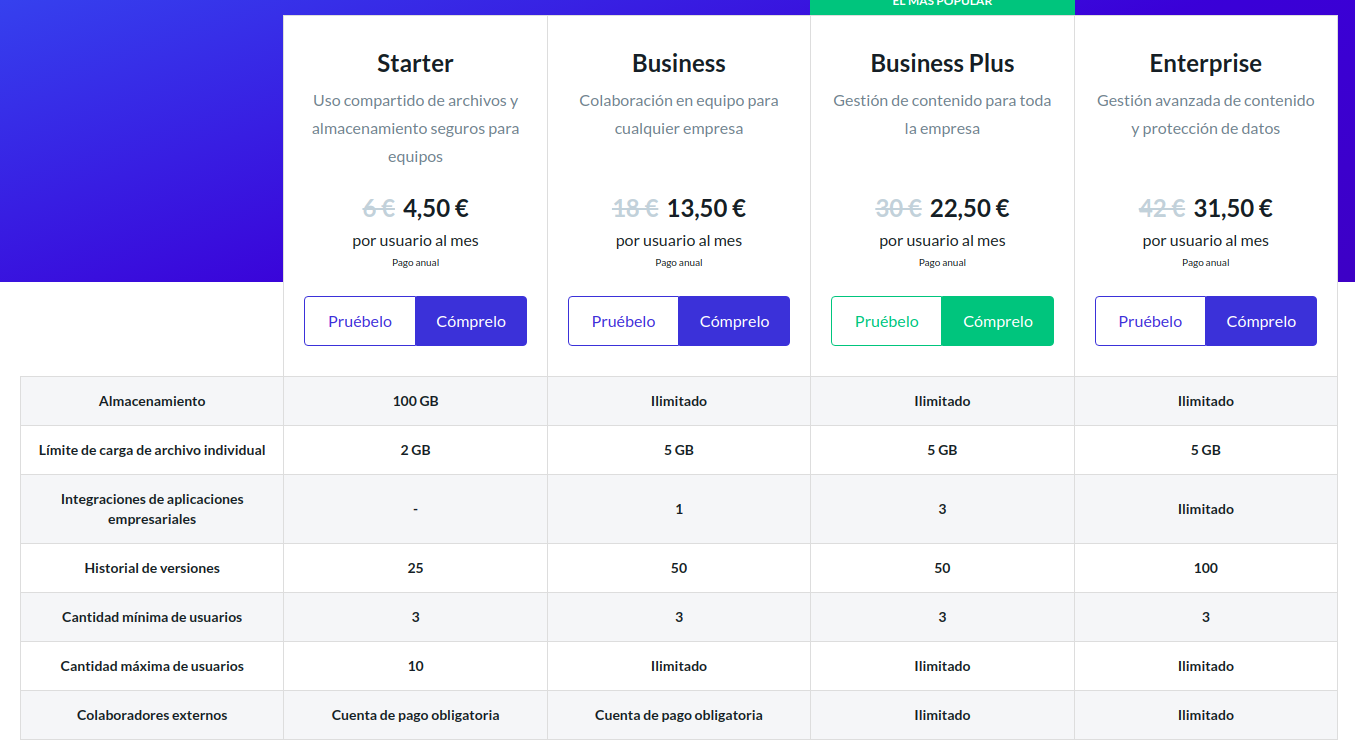 EL MÁS POPULAR
Starter
Uso compartido de archivos y
almacenamiento seguros para
equipos
6 € 4,50 €
por usuario al mes
Pago anual
Pruébelo Cómprelo
Business
Colaboración en equipo para
cualquier empresa
18 € 13,50 €
por usuario al mes
Pago anual
Pruébelo Cómprelo
Business Plus
Gestión de contenido para toda
la empresa
30 € 22,50 €
por usuario al mes
Pago anual
Pruébelo Cómprelo
Enterprise
Gestión avanzada de contenido
y protección de datos
42 € 31,50 €
por usuario al mes
Pago anual
Pruébelo Cómprelo
Almacenamiento 100 GB Ilimitado Ilimitado Ilimitado
Límite de carga de archivo individual 2 GB 5 GB 5 GB 5 GB
Integraciones de aplicaciones
empresariales - 1 3 Ilimitado
Historial de versiones 25 50 50 100
Cantidad mínima de usuarios 3 3 3 3
Cantidad máxima de usuarios 10 Ilimitado Ilimitado Ilimitado
Colaboradores externos Cuenta de pago obligatoria Cuenta de pago obligatoria Ilimitado Ilimitado